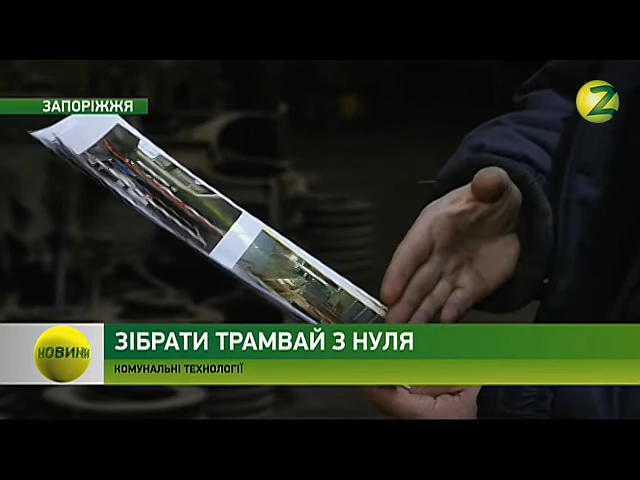 ЗАПОРІЖЖЯ
Z
НОВИНИ
ЗІБРАТИ ТРАМВАЙ З НУЛЯ
КОМУНАЛЬНІ ТЕХНОЛОГІЇ